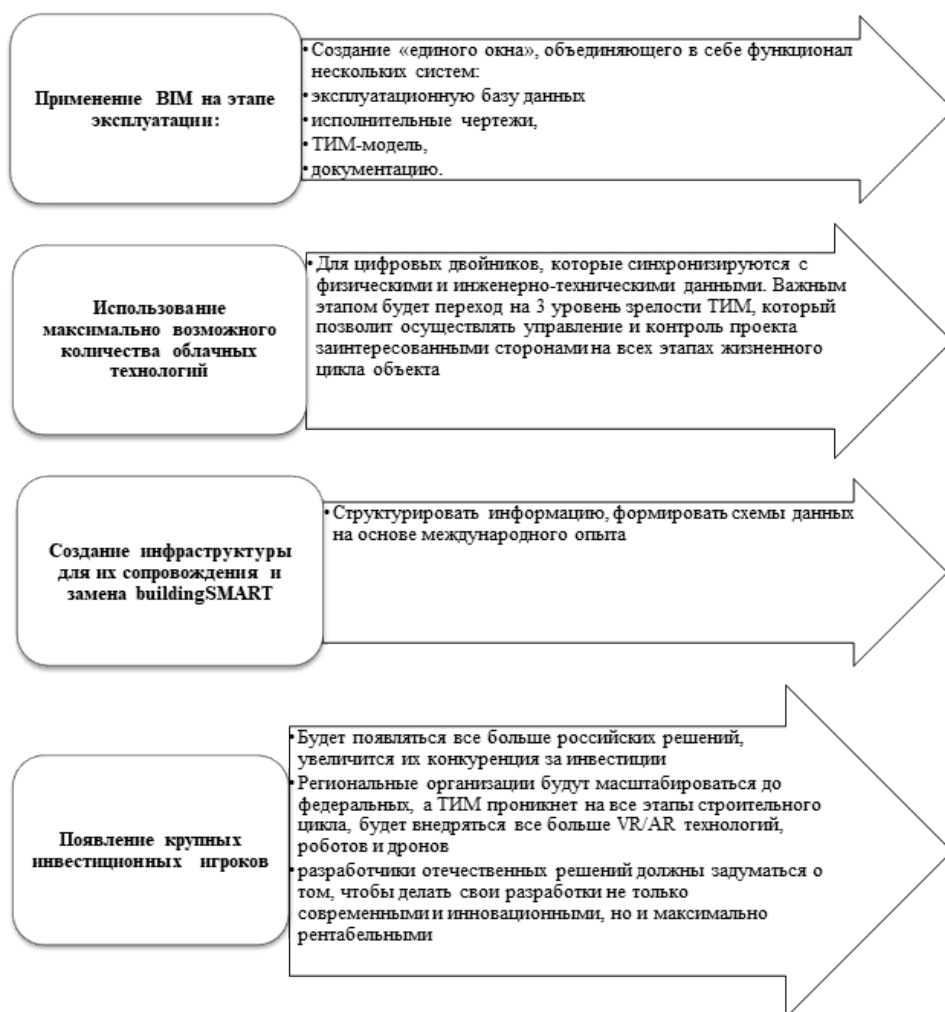 Применение BIM на этапе
эксплуатации:
• Создание «единого окна», объединяющего в себе функционал
нескольких систем:
• эксплуатационную базу данных
• исполнительные чертежи,
• ТИМ-модель,
• документацию.
Использование
максимально возможного
количества облачных
технологий
• Для цифровых двойников, которые синхронизируются с
физическими и инженерно-техническими данными. Важным
этапом будет переход на 3 уровень зрелости ТИМ, который
позволит осуществлять управление и контроль проекта
заинтересованными сторонами на всех этапах жизненного
цикла объекта
Создание инфраструктуры
для их сопровождения и
замена buildingSMART
• Структурировать информацию, формировать схемы данных
на основе международного опыта
Появление крупных
инвестиционных игроков
• Будет появляться все больше российских решений,
увеличится их конкуренция за инвестиции
• Региональные организации будут масштабироваться до
федеральных, а ТИМ проникнет на все этапы строительного
цикла, будет внедряться все больше VR/AR технологий,
роботов и дронов
• разработчики отечественных решений должны задуматься о
том, чтобы делать свои разработки не только
современными и инновационными, но и максимально
рентабельными